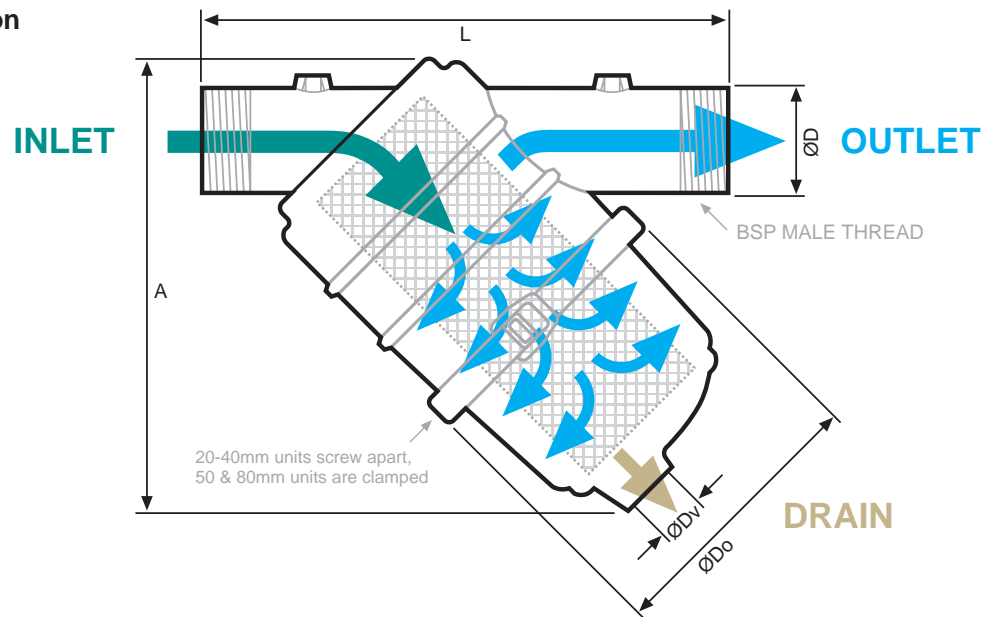 on
L
INLET
ØD
OUTLET
BSP MALE THREAD
A
20-40mm units screw apart,
50 & 80mm units are clamped
DRAIN
ØDv
ØDo